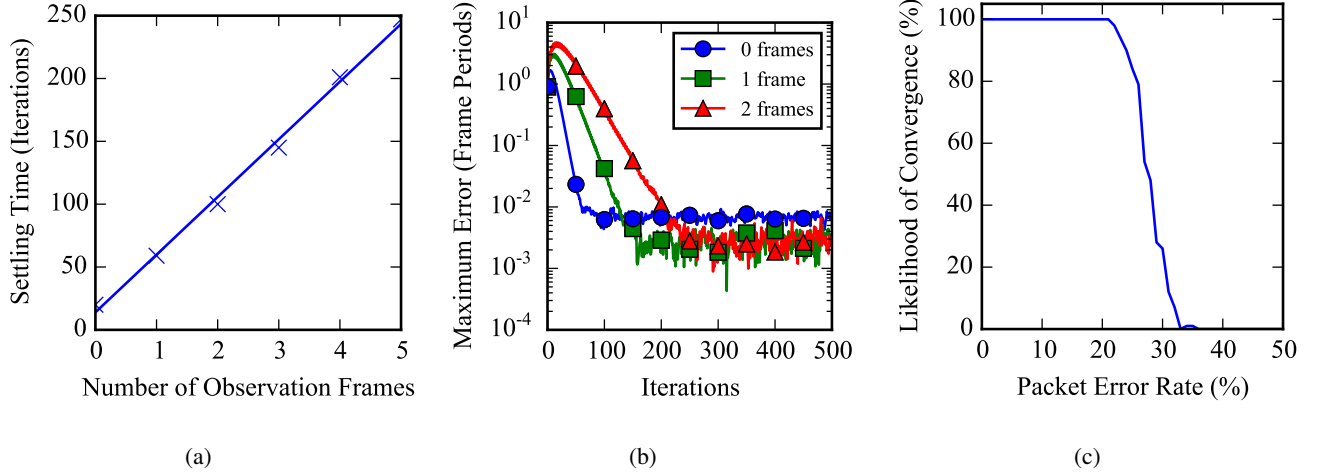 Settling Time (Iterations)
250
200
150
100
50
0
0 1 2 3 4 5
Number of Observation Frames
(a)
Maximum Error (Frame Periods)
10^1
10^0
10^-1
10^-2
10^-3
10^-4
0 frames
1 frame
2 frames
0 100 200 300 400 500
Iterations
(b)
Likelihood of Convergence (%)
100
80
60
40
20
0
0 10 20 30 40 50
Packet Error Rate (%)
(c)